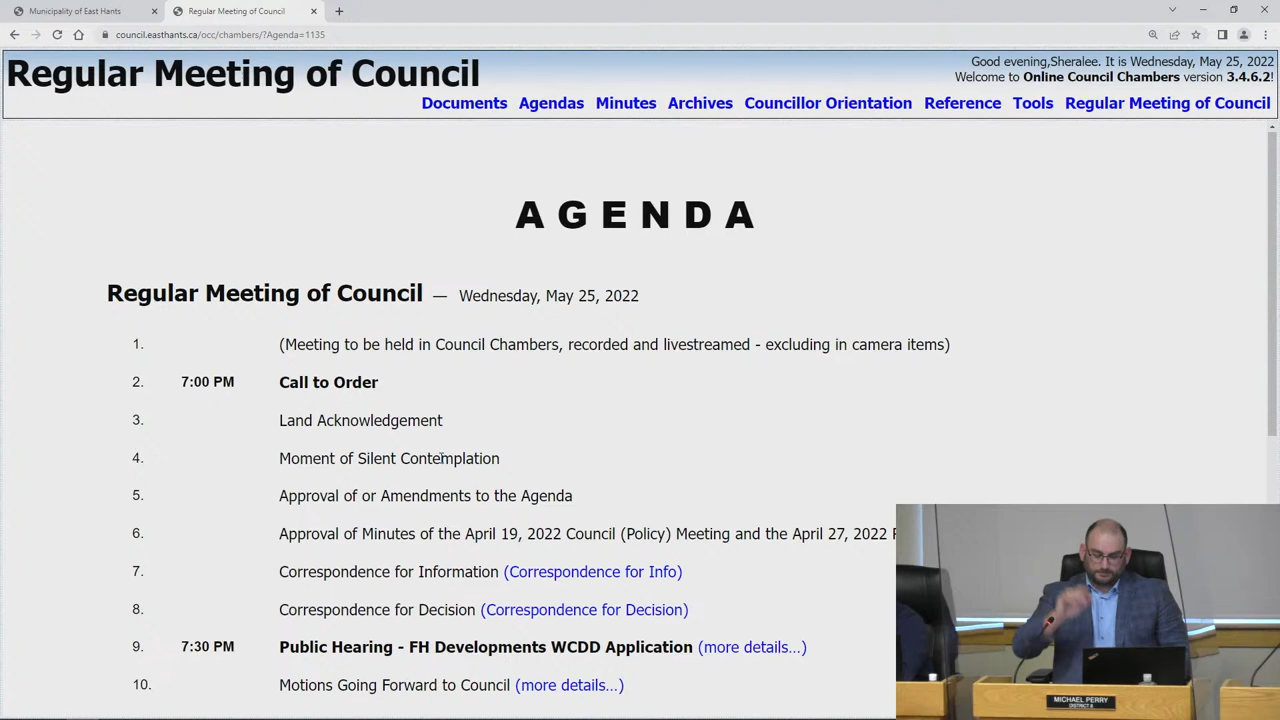 Municipality of East Hants
Regular Meeting of Council
council.easthants.ca/occ/chambers/?Agenda=1135
Regular Meeting of Council
Good evening,Sheralee. It is Wednesday, May 25, 2022
Welcome to Online Council Chambers version 3.4.6.2!
Documents Agendas Minutes Archives Councillor Orientation Reference Tools Regular Meeting of Council
AGENDA
Regular Meeting of Council — Wednesday, May 25, 2022
1. (Meeting to be held in Council Chambers, recorded and livestreamed - excluding in camera items)
2. 7:00 PM Call to Order
3. Land Acknowledgement
4. Moment of Silent Contemplation
5. Approval of or Amendments to the Agenda
6. Approval of Minutes of the April 19, 2022 Council (Policy) Meeting and the April 27, 2022
7. Correspondence for Information (Correspondence for Info)
8. Correspondence for Decision (Correspondence for Decision)
9. 7:30 PM Public Hearing - FH Developments WCDD Application (more details...)
10. Motions Going Forward to Council (more details...)
MICHAEL PERRY
DISTRICT 8